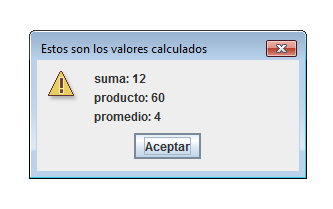 Estos son los valores calculados
suma: 12
producto: 60
promedio: 4
Aceptar